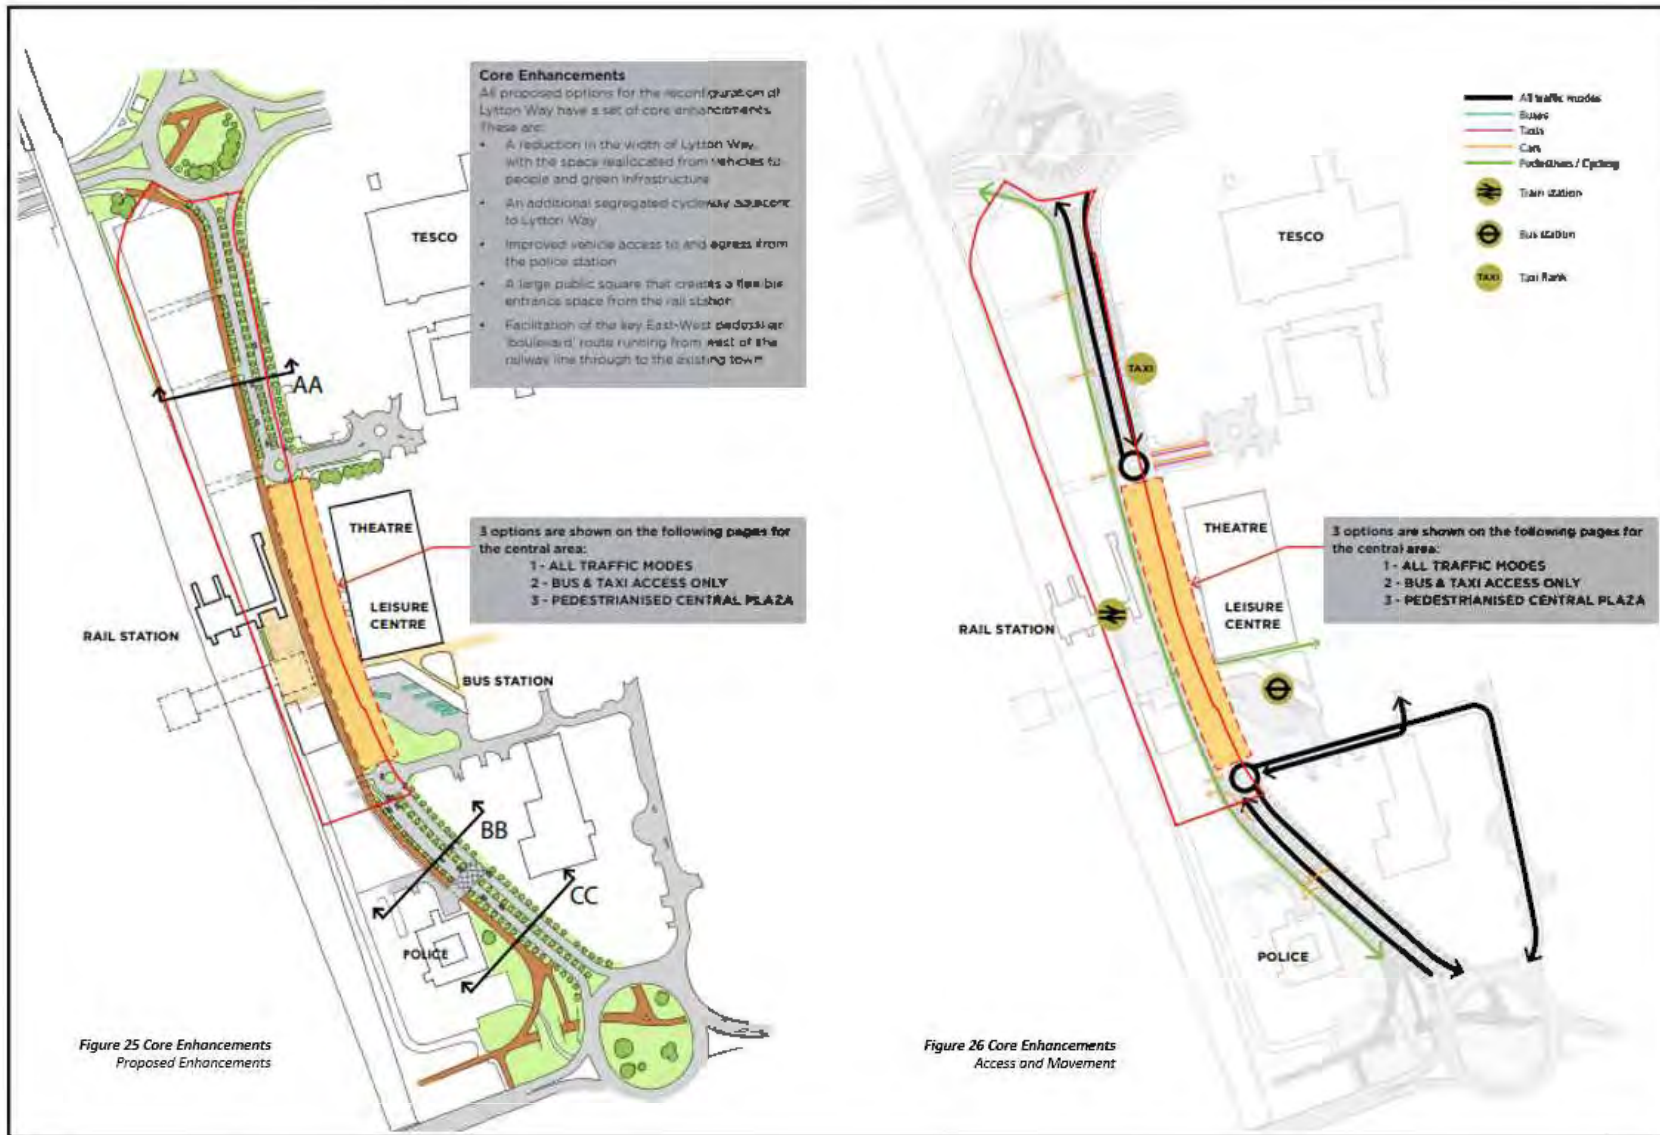 Core Enhancements
All proposed options for the reconfiguration of
Lytton Way have a set of core enhancements.
These are:
• A reduction in the width of Lytton Way,
with the space reallocated from vehicles to
people and green infrastructure
• An additional segregated cycleway adjacent
to Lytton Way
• Improved vehicle access to and egress from
the police station
• A large public square that creates a flexible
entrance space from the rail station
• Facilitation of the key East-West pedestrian
'boulevard' route running from west of the
railway line through to the existing town
TESCO
AA
THEATRE
3 options are shown on the following pages for
the central area:
1 - ALL TRAFFIC MODES
2 - BUS & TAXI ACCESS ONLY
3 - PEDESTRIANISED CENTRAL PLAZA
LEISURE
CENTRE
RAIL STATION
BUS STATION
BB
CC
POLICE
Figure 25 Core Enhancements
Proposed Enhancements
All traffic modes
Buses
Taxis
Cars
Pedestrians / Cycling
Train station
Bus station
TAXI
Taxi Rank
TESCO
TAXI
THEATRE
3 options are shown on the following pages for
the central area:
1 - ALL TRAFFIC MODES
2 - BUS & TAXI ACCESS ONLY
3 - PEDESTRIANISED CENTRAL PLAZA
LEISURE
CENTRE
RAIL STATION
POLICE
Figure 26 Core Enhancements
Access and Movement